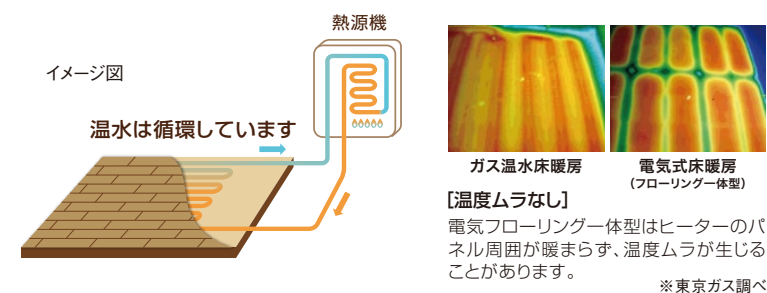 熱源機
イメージ図
温水は循環しています
ガス温水床暖房
電気式床暖房
(フローリング一体型)
[温度ムラなし]
電気フローリング一体型はヒーターのパ
ネル周囲が暖まらず、温度ムラが生じる
ことがあります。
※東京ガス調べ